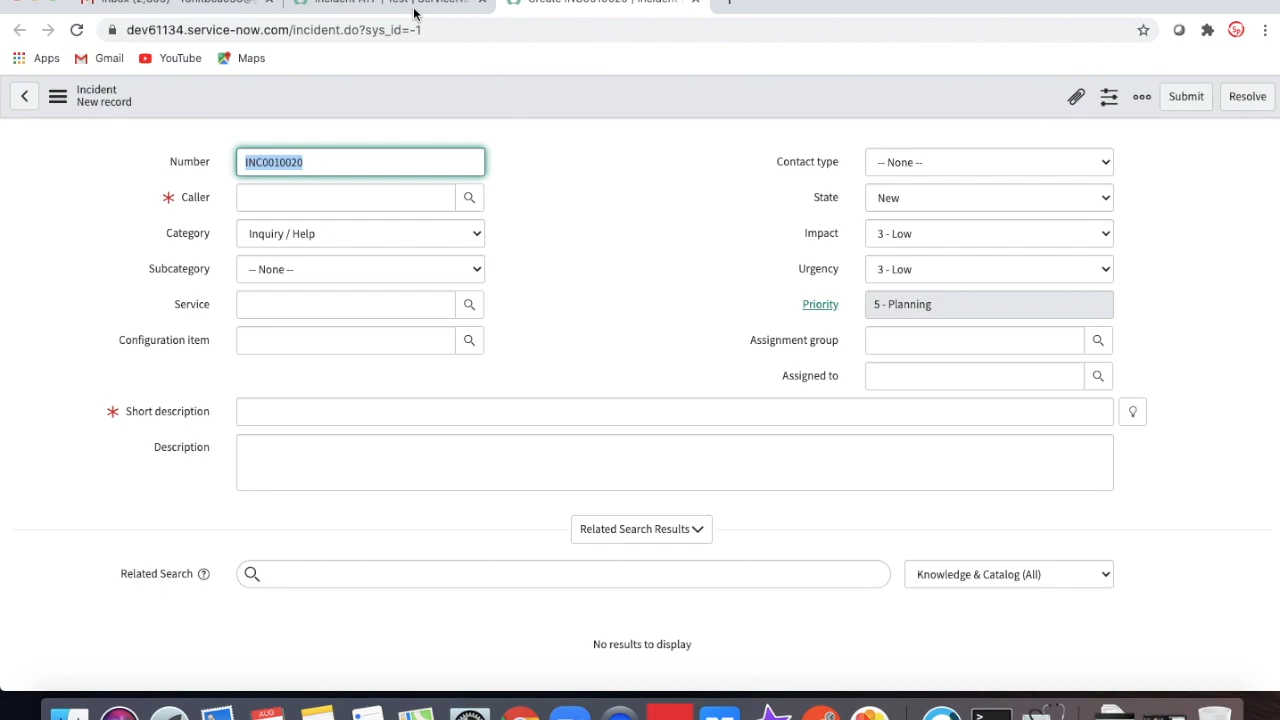 dev61134.service-now.com/incident.do?sys_id=-1
Apps Gmail YouTube Maps
Incident
New record
Submit Resolve
Number INC0010020 Contact type -- None --
Caller State New
Category Inquiry / Help Impact 3 - Low
Subcategory -- None -- Urgency 3 - Low
Service Priority 5 - Planning
Configuration item Assignment group
Assigned to
Short description
Description
Related Search Results
Related Search Knowledge & Catalog (All)
No results to display
AUG